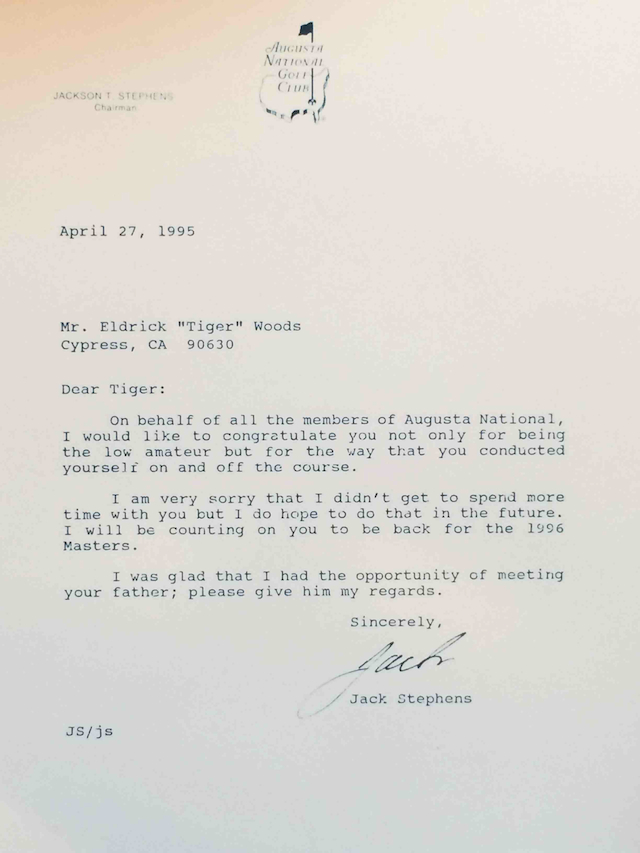 Augusta
National
Golf
Club
JACKSON T. STEPHENS
Chairman
April 27, 1995
Mr. Eldrick "Tiger" Woods
Cypress, CA 90630
Dear Tiger:
On behalf of all the members of Augusta National,
I would like to congratulate you not only for being
the low amateur but for the way that you conducted
yourself on and off the course.
I am very sorry that I didn't get to spend more
time with you but I do hope to do that in the future.
I will be counting on you to be back for the 1996
Masters.
I was glad that I had the opportunity of meeting
your father; please give him my regards.
Sincerely,
Jack
Jack Stephens
JS/js